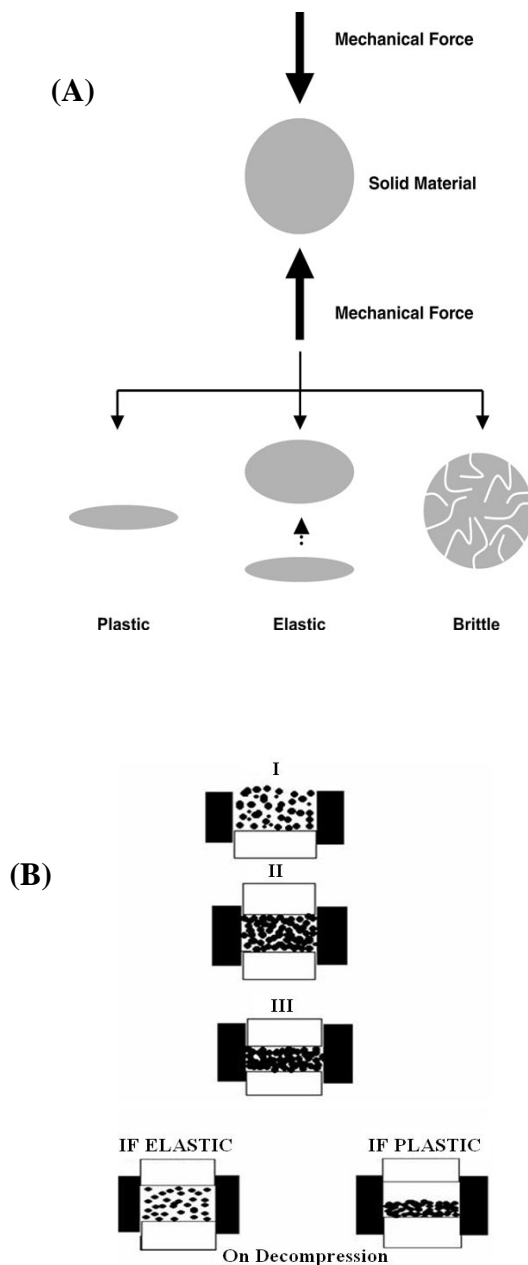 Mechanical Force
(A)
Solid Material
Mechanical Force
Plastic
Elastic
Brittle
I
(B)
II
III
IF ELASTIC
IF PLASTIC
On Decompression